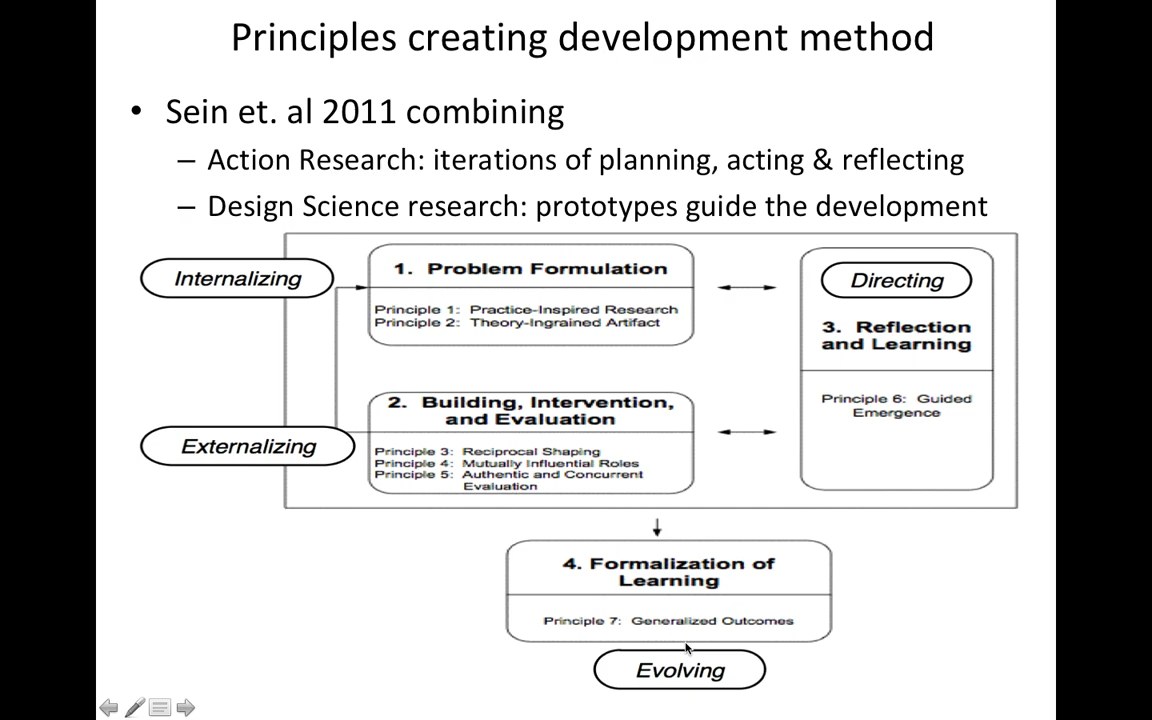 Principles creating development method
• Sein et. al 2011 combining
– Action Research: iterations of planning, acting & reflecting
– Design Science research: prototypes guide the development
Internalizing
1. Problem Formulation
Principle 1: Practice-Inspired Research
Principle 2: Theory-Ingrained Artifact
Directing
3. Reflection
and Learning
Principle 6: Guided
Emergence
Externalizing
2. Building, Intervention,
and Evaluation
Principle 3: Reciprocal Shaping
Principle 4: Mutually Influential Roles
Principle 5: Authentic and Concurrent
Evaluation
4. Formalization of
Learning
Principle 7: Generalized Outcomes
Evolving